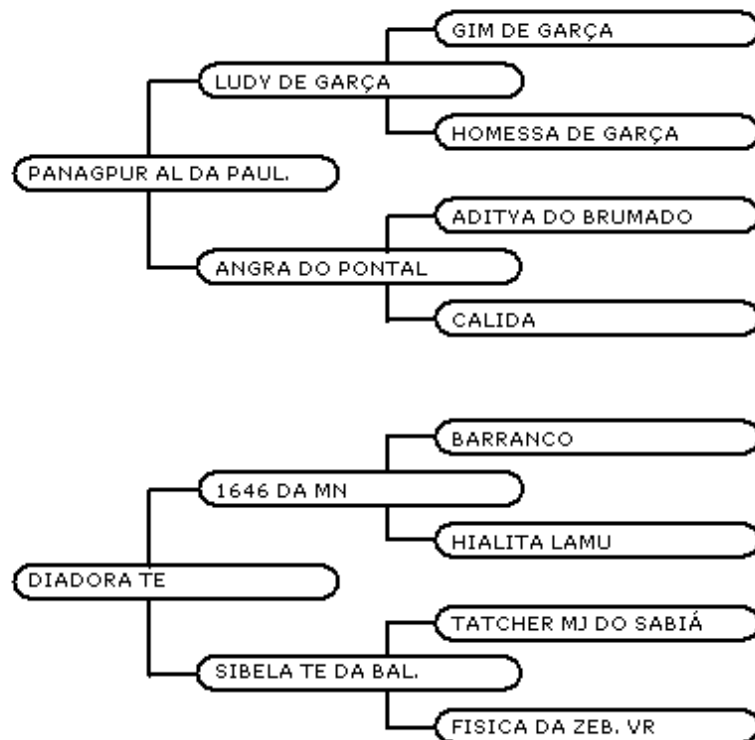 GIM DE GARÇA
LUDY DE GARÇA
HOMESSA DE GARÇA
PANAGPUR AL DA PAUL.
ADITYA DO BRUMADO
ANGRA DO PONTAL
CALIDA
BARRANCO
1646 DA MN
HIALITA LAMU
DIADORA TE
TATCHER MJ DO SABIÁ
SIBELA TE DA BAL.
FISICA DA ZEB. VR